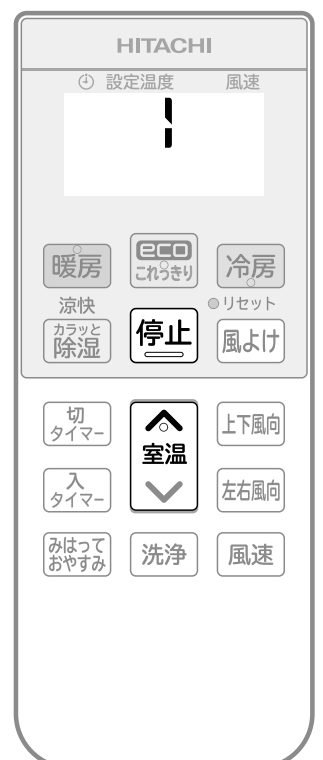 HITACHI
設定温度 風速
1
暖房
eco
これっきり
冷房
涼快
カラッと
除湿
停止
リセット
風よけ
切
タイマー
室温
上下風向
入
タイマー
左右風向
みはって
おやすみ
洗浄
風速